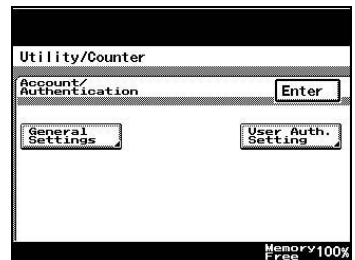 Utility/Counter
Account/
Authentication
Enter
General
Settings
User Auth.
Setting
Memory
Free 100%